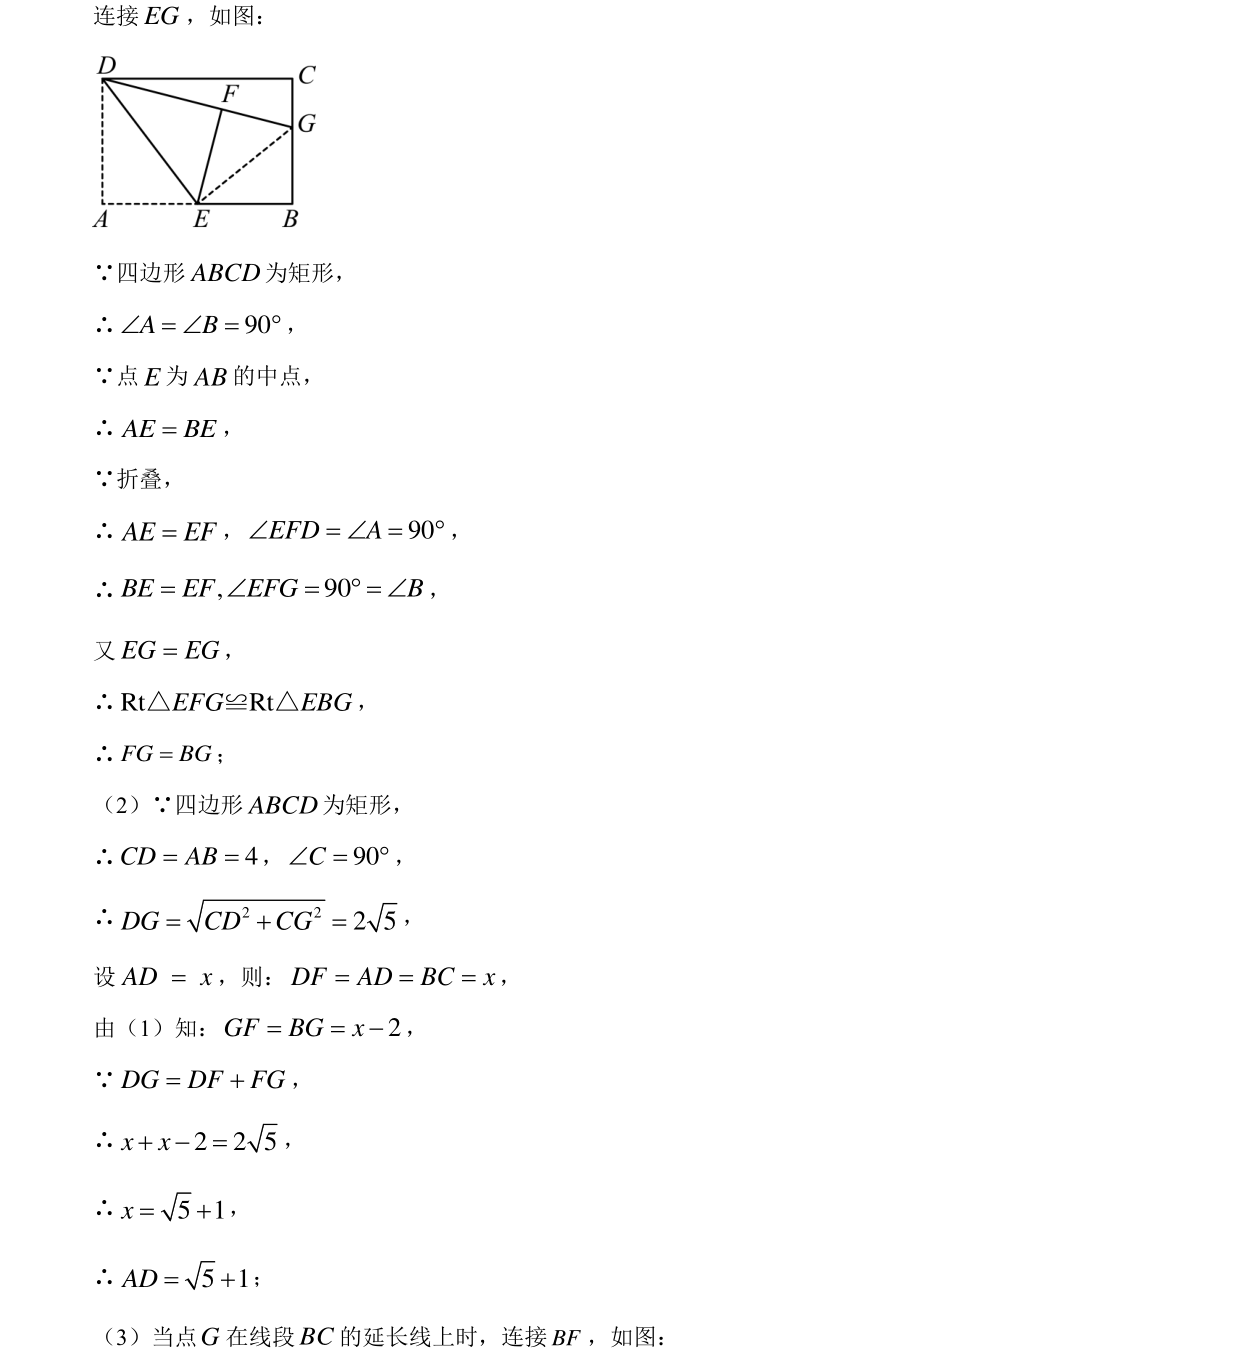 连接EG，如图：
D
C
F
G
A
E
B
∵四边形ABCD为矩形，
∴∠A=∠B=90°，
∵点E为AB的中点，
∴AE=BE，
∵折叠，
∴AE=EF，∠EFD=∠A=90°，
∴BE=EF,∠EFG=90°=∠B，
又EG=EG，
∴Rt△EFG≌Rt△EBG，
∴FG=BG；
（2）∵四边形ABCD为矩形，
∴CD=AB=4，∠C=90°，
∴DG=√(CD²+CG²)=2√5，
设AD = x，则：DF=AD=BC=x，
由（1）知：GF=BG=x−2，
∵DG=DF+FG，
∴x+x−2=2√5，
∴x=√5+1，
∴AD=√5+1；
（3）当点G在线段BC的延长线上时，连接BF，如图：